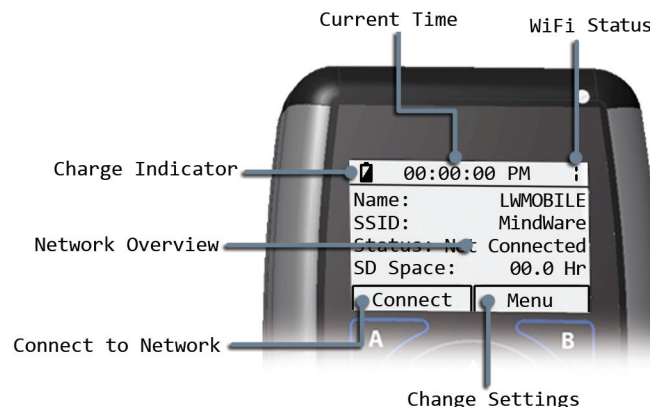 Current Time
WiFi Status
Charge Indicator
00:00:00 PM
Name: LWMOBILE
SSID: MindWare
Network Overview
Status: Not Connected
SD Space: 00.0 Hr
Connect Menu
A B
Connect to Network
Change Settings